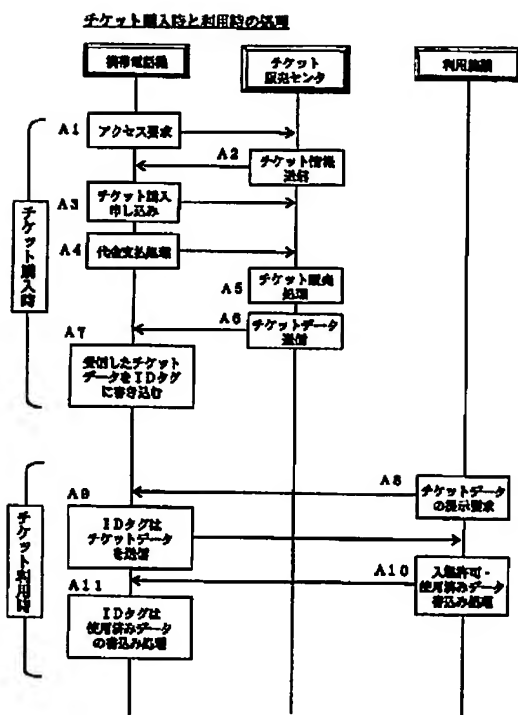 チケット購入時と利用時の処理
携帯電話機
チケット
販売センタ
利用施設
A1
アクセス要求
A2
チケット情報
送信
A3
チケット購入
申し込み
A4
代金支払処理
A5
チケット販売
処理
A6
チケットデータ
送信
A7
受信したチケット
データをIDタグ
に書き込む
チケット購入時
A8
チケットデータ
の提示要求
A9
IDタグは
チケットデータ
を送信
A10
入場許可・
使用済みデータ
書込み処理
A11
IDタグは
使用済みデータ
の書込み処理
チケット利用時